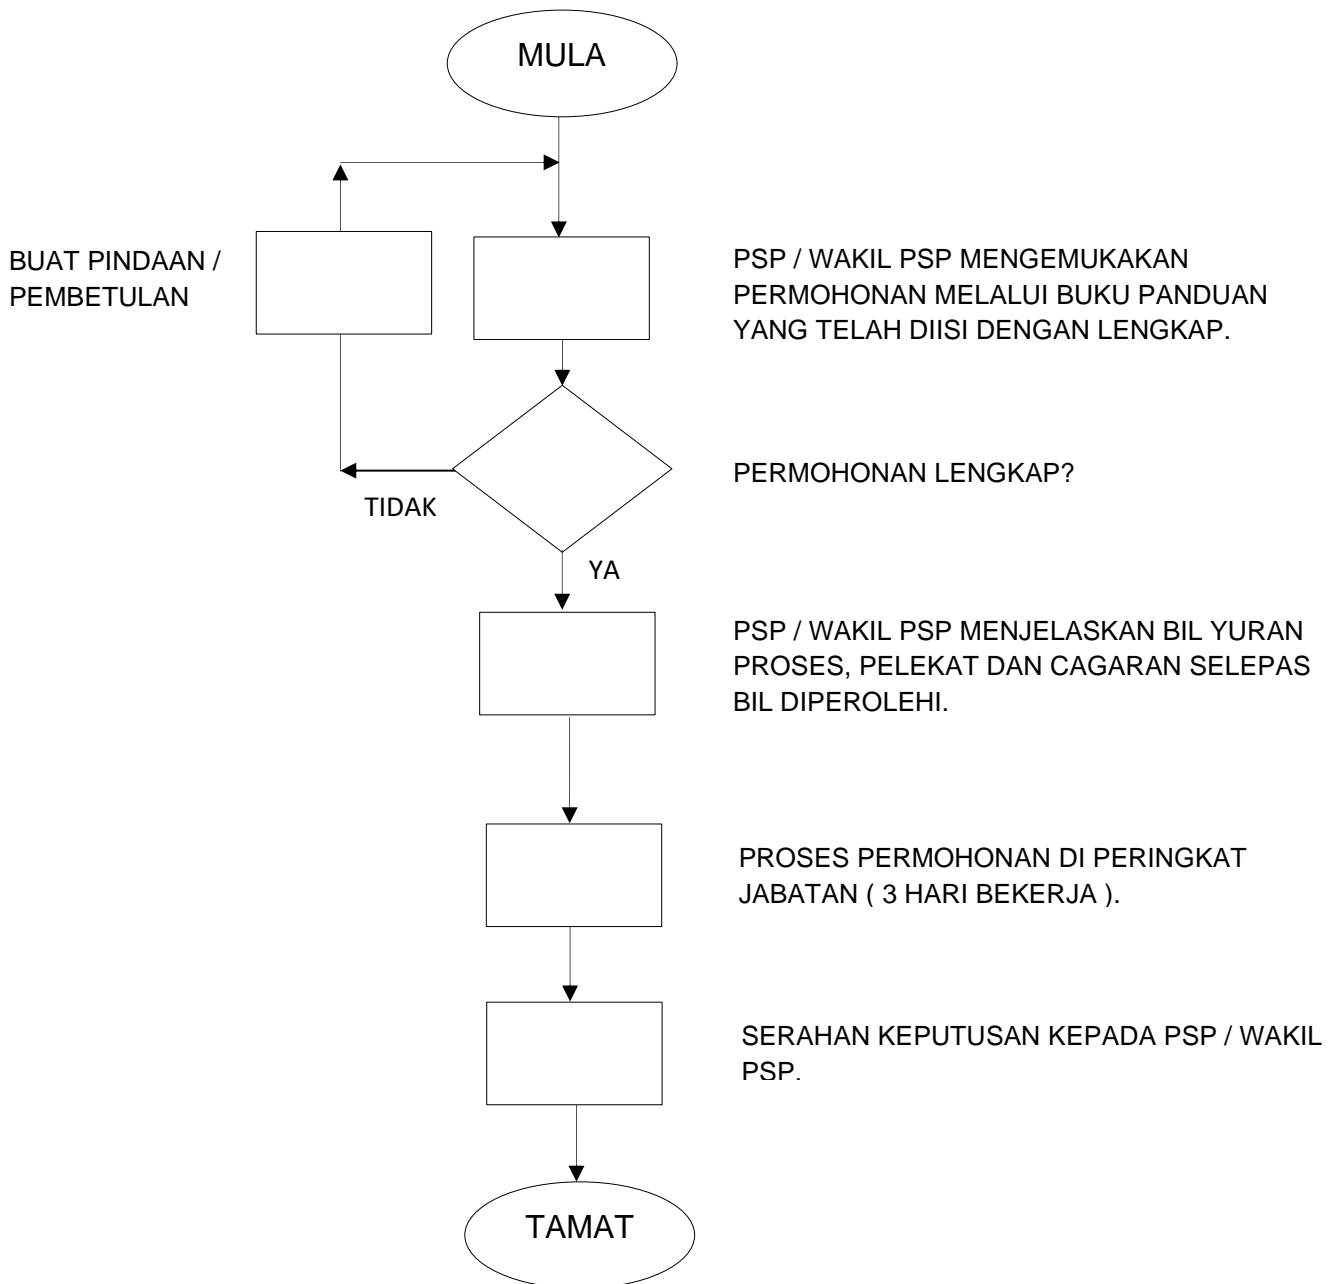 MULA
BUAT PINDAAN /
PEMBETULAN
PSP / WAKIL PSP MENGEMUKAKAN
PERMOHONAN MELALUI BUKU PANDUAN
YANG TELAH DIISI DENGAN LENGKAP.
PERMOHONAN LENGKAP?
TIDAK
YA
PSP / WAKIL PSP MENJELASKAN BIL YURAN
PROSES, PELEKAT DAN CAGARAN SELEPAS
BIL DIPEROLEHI.
PROSES PERMOHONAN DI PERINGKAT
JABATAN ( 3 HARI BEKERJA ).
SERAHAN KEPUTUSAN KEPADA PSP / WAKIL
PSP.
TAMAT